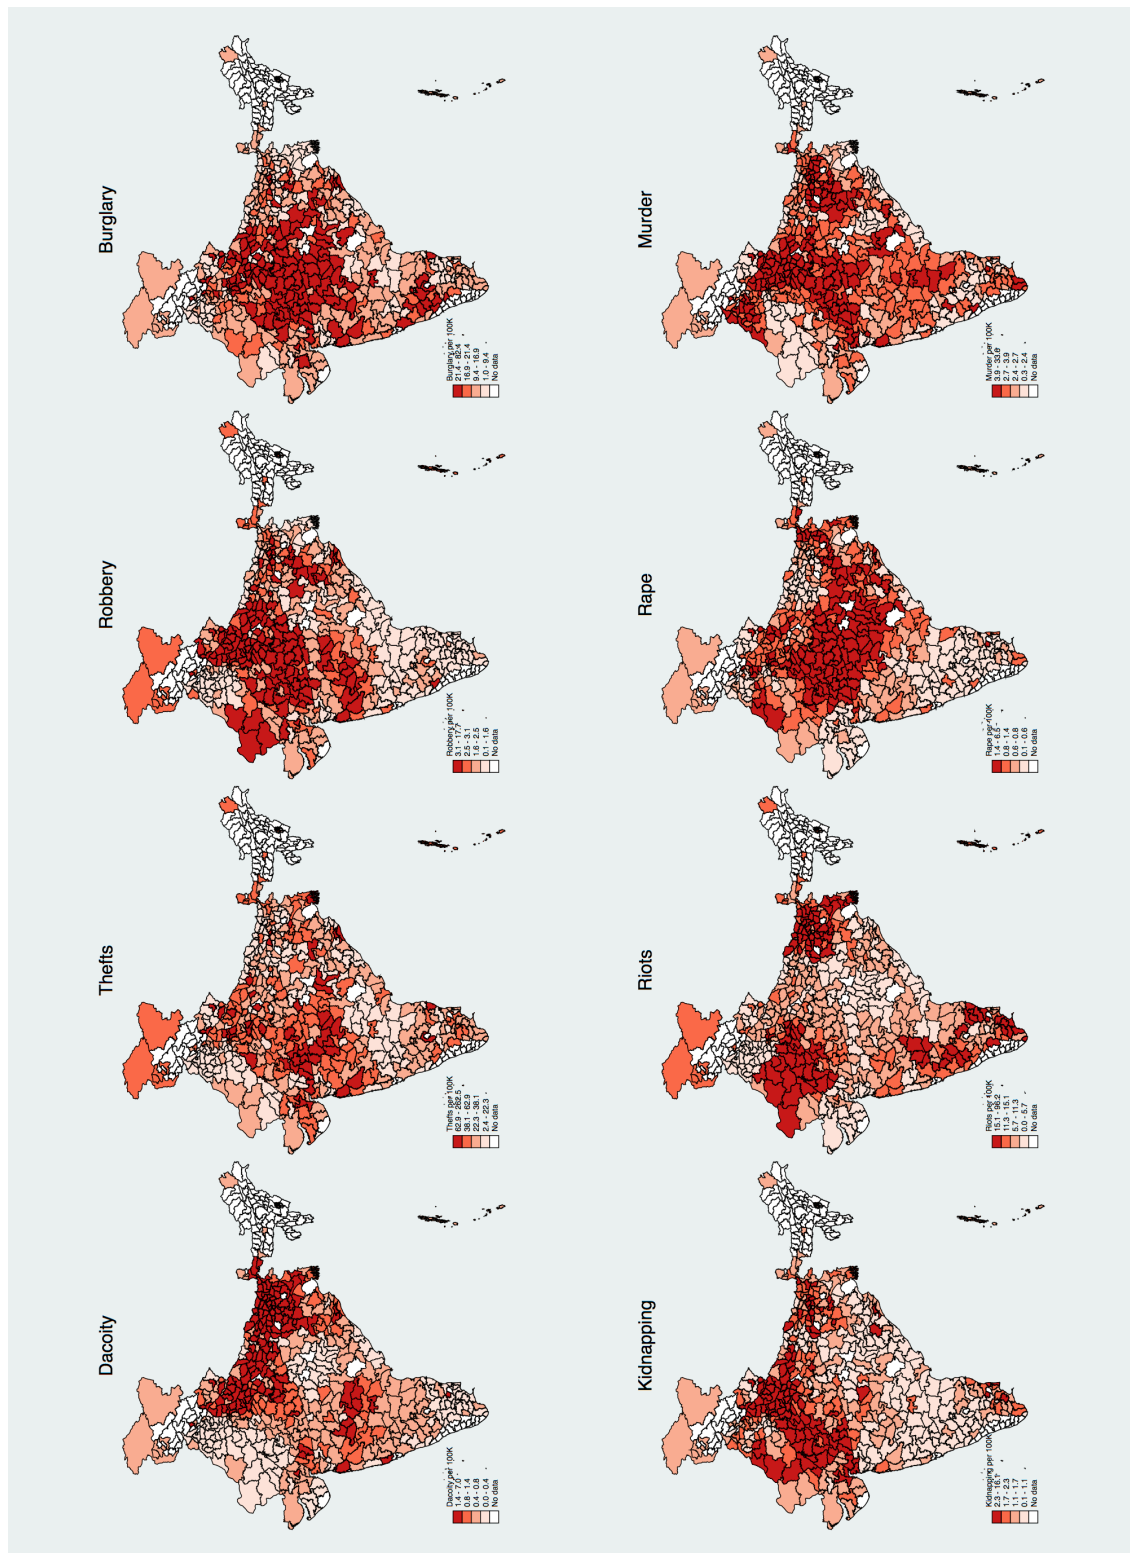 Dacoity
Dacoity per 100K
1.4 - 7.0
0.8 - 1.4
0.4 - 0.8
0.0 - 0.4
No data
Thefts
Thefts per 100K
62.9 - 262.5
38.1 - 62.9
22.3 - 38.1
2.4 - 22.3
No data
Robbery
Robbery per 100K
3.1 - 17.7
2.5 - 3.1
1.6 - 2.5
0.1 - 1.6
No data
Burglary
Burglary per 100K
21.4 - 82.4
16.9 - 21.4
9.4 - 16.9
1.0 - 9.4
No data
Kidnapping
Kidnapping per 100K
2.3 - 16.1
1.7 - 2.3
1.1 - 1.7
0.1 - 1.1
No data
Riots
Riots per 100K
15.1 - 96.2
11.3 - 15.1
5.7 - 11.3
0.0 - 5.7
No data
Rape
Rape per 100K
1.4 - 6.5
0.8 - 1.4
0.6 - 0.8
0.1 - 0.6
No data
Murder
Murder per 100K
3.9 - 33.6
2.7 - 3.9
2.4 - 2.7
0.3 - 2.4
No data